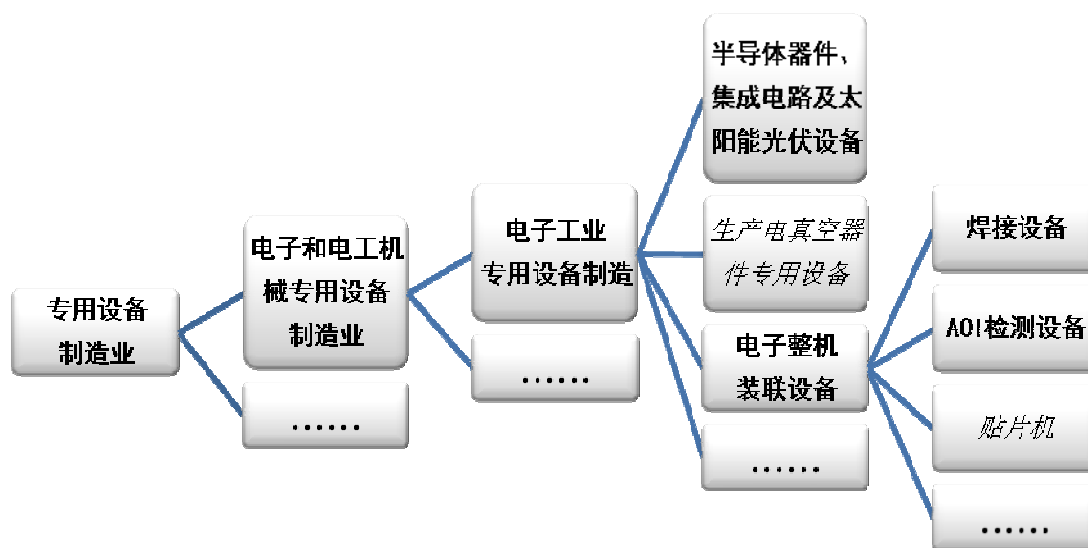 专用设备
制造业
电子和电工机
械专用设备
制造业
……
电子工业
专用设备制造
……
半导体器件、
集成电路及太
阳能光伏设备
生产电真空器
件专用设备
电子整机
装联设备
……
焊接设备
AOI检测设备
贴片机
……